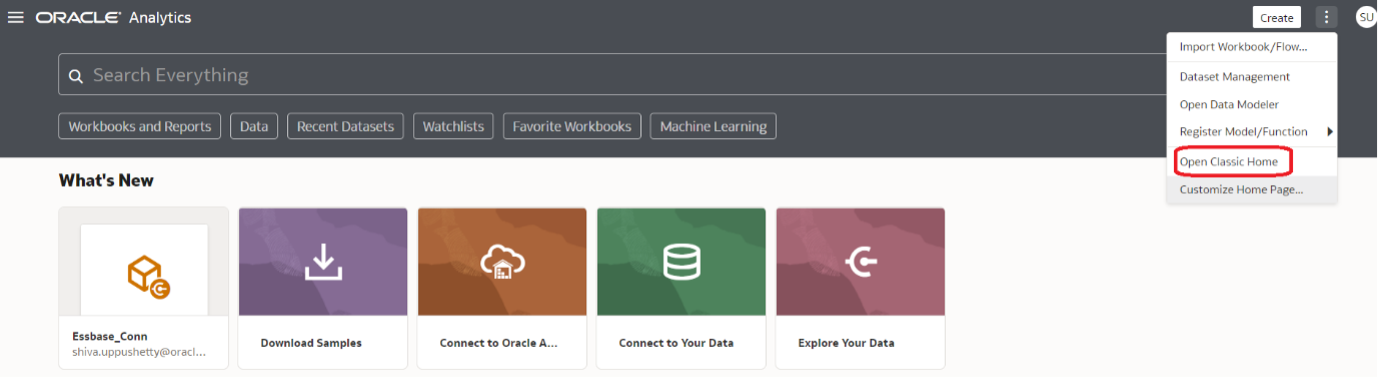 ORACLE® Analytics
Create
SU
Search Everything
Workbooks and Reports
Data
Recent Datasets
Watchlists
Favorite Workbooks
Machine Learning
Import Workbook/Flow...
Dataset Management
Open Data Modeler
Register Model/Function
Open Classic Home
Customize Home Page...
What's New
Essbase_Conn
shiva.uppushetty@oracl...
Download Samples
Connect to Oracle A...
Connect to Your Data
Explore Your Data